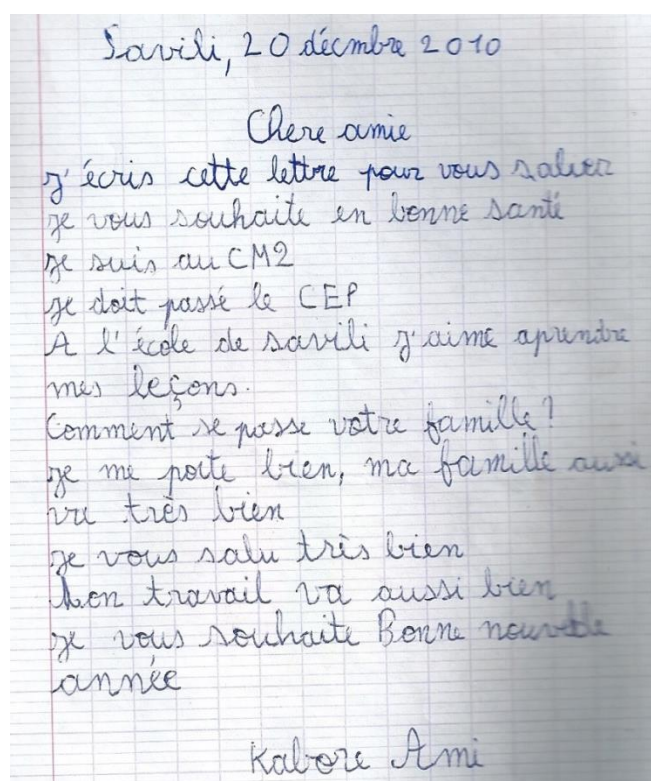 Savili, 20 décmbre 2010
Chere amie
j'écris cette lettre pour vous saluer
je vous souhaite en bonne santé
je suis au CM2
je doit passé le CEP
A l'école de savili j'aime aprendre
mes leçons.
Comment se passe votre famille?
je me porte bien, ma famille aussi
va très bien
je vous salu très bien
Mon travail va aussi bien
je vous souhaite Bonne nouvelle
année
Kabore Ami